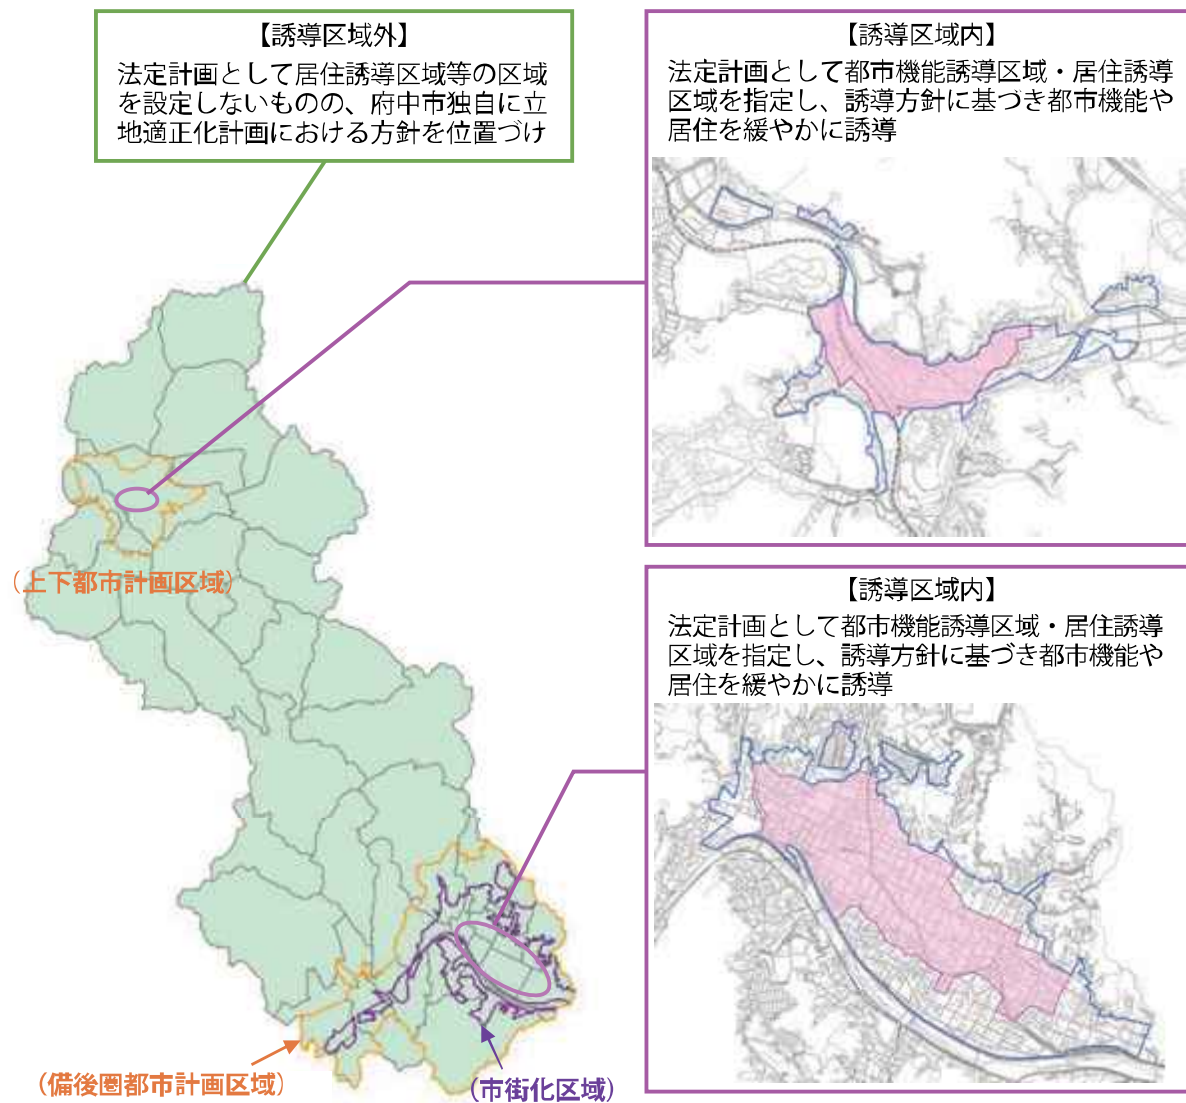 【誘導区域外】
法定計画として居住誘導区域等の区域
を設定しないものの、府中市独自に立
地適正化計画における方針を位置づけ
【誘導区域内】
法定計画として都市機能誘導区域・居住誘導
区域を指定し、誘導方針に基づき都市機能や
居住を緩やかに誘導
(上下都市計画区域)
【誘導区域内】
法定計画として都市機能誘導区域・居住誘導
区域を指定し、誘導方針に基づき都市機能や
居住を緩やかに誘導
(備後圏都市計画区域)
(市街化区域)